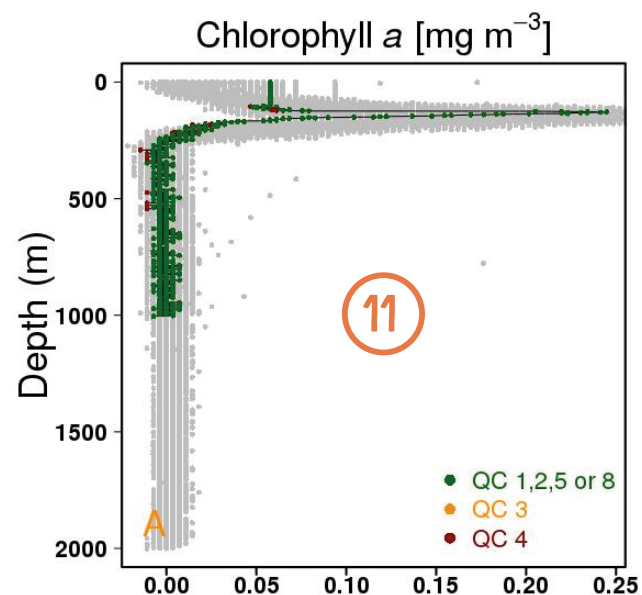 Chlorophyll a [mg m⁻³]
0
500
1000
1500
2000
Depth (m)
11
A
QC 1,2,5 or 8
QC 3
QC 4
0.00 0.05 0.10 0.15 0.20 0.25